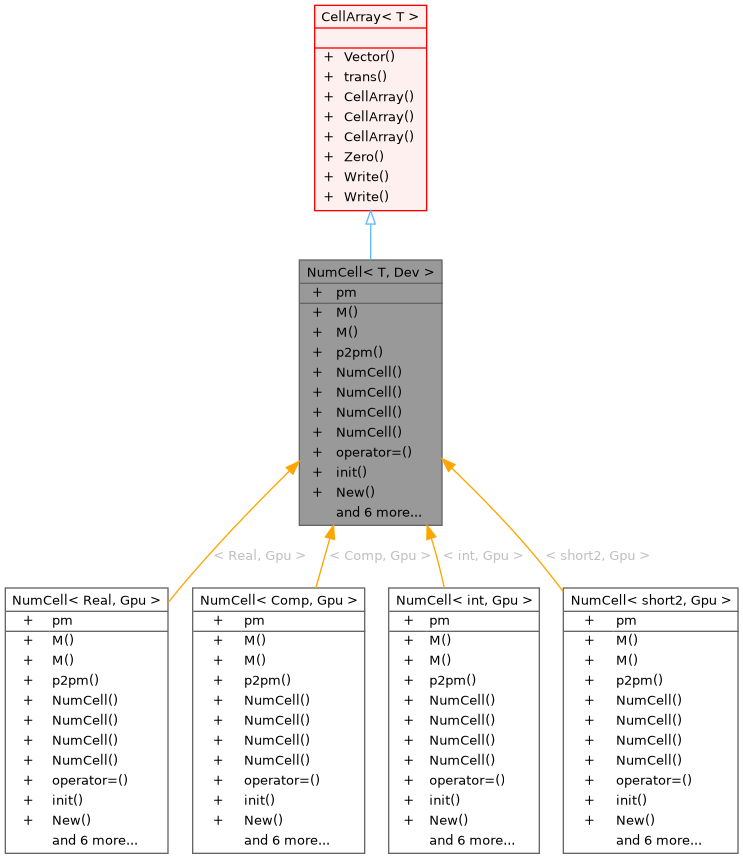 CellArray< T >
+ Vector()
+ trans()
+ CellArray()
+ CellArray()
+ CellArray()
+ Zero()
+ Write()
+ Write()
NumCell< T, Dev >
+ pm
+ M()
+ M()
+ p2pm()
+ NumCell()
+ NumCell()
+ NumCell()
+ NumCell()
+ operator=()
+ init()
+ New()
and 6 more...
< Real, Gpu >
< Comp, Gpu >
< int, Gpu >
< short2, Gpu >
NumCell< Real, Gpu >
+ pm
+ M()
+ M()
+ p2pm()
+ NumCell()
+ NumCell()
+ NumCell()
+ NumCell()
+ operator=()
+ init()
+ New()
and 6 more...
NumCell< Comp, Gpu >
+ pm
+ M()
+ M()
+ p2pm()
+ NumCell()
+ NumCell()
+ NumCell()
+ NumCell()
+ operator=()
+ init()
+ New()
and 6 more...
NumCell< int, Gpu >
+ pm
+ M()
+ M()
+ p2pm()
+ NumCell()
+ NumCell()
+ NumCell()
+ NumCell()
+ operator=()
+ init()
+ New()
and 6 more...
NumCell< short2, Gpu >
+ pm
+ M()
+ M()
+ p2pm()
+ NumCell()
+ NumCell()
+ NumCell()
+ NumCell()
+ operator=()
+ init()
+ New()
and 6 more...